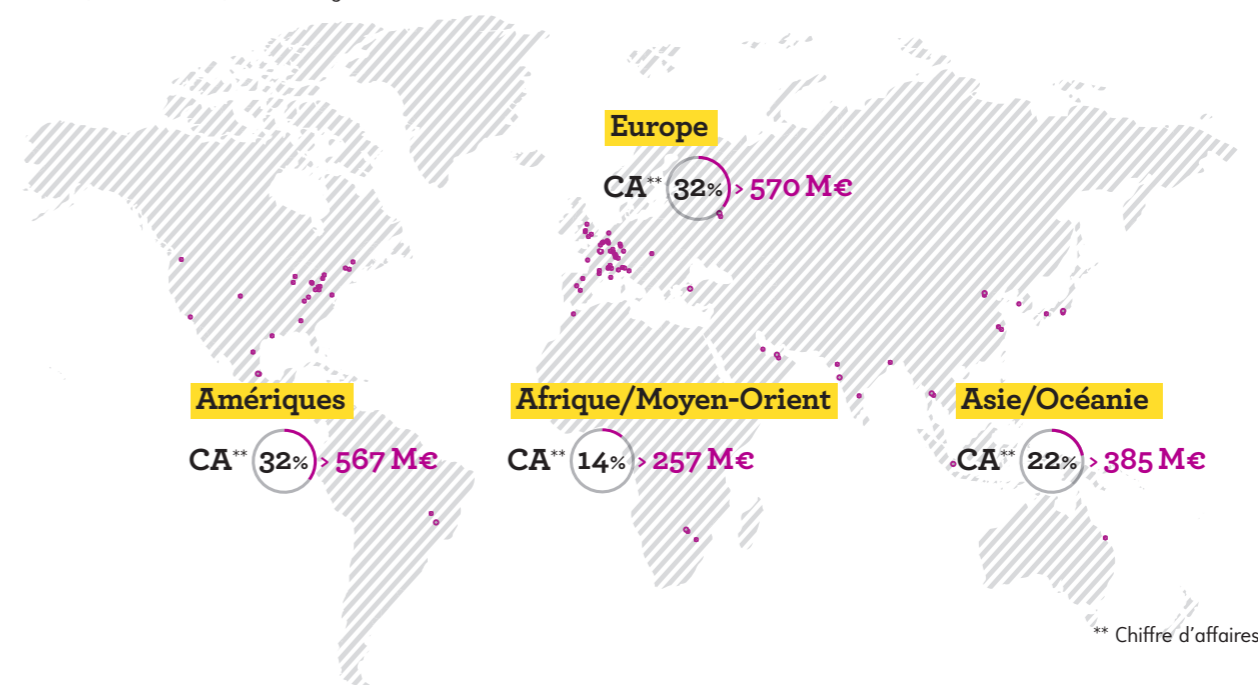 Europe
CA** 32% > 570 M€
Amériques
CA** 32% > 567 M€
Afrique/Moyen-Orient
CA** 14% > 257 M€
Asie/Océanie
CA** 22% > 385 M€
** Chiffre d'affaires